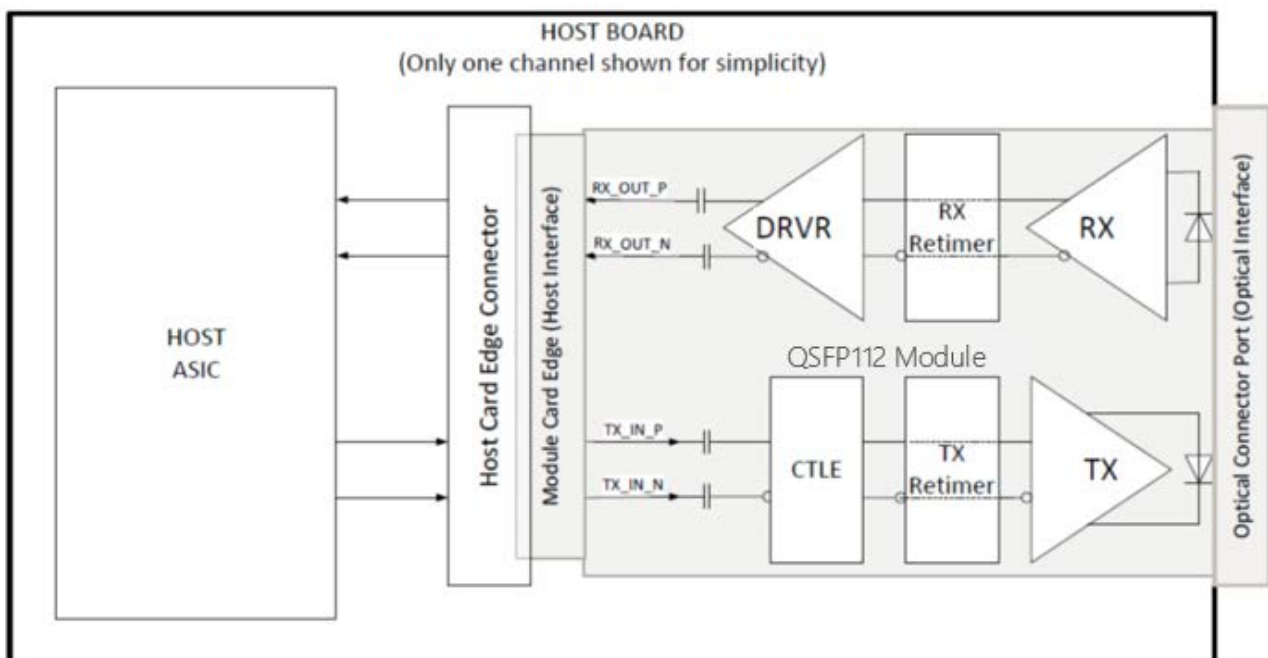 HOST BOARD
(Only one channel shown for simplicity)
HOST
ASIC
Host Card Edge Connector
Module Card Edge (Host Interface)
RX_OUT_P
RX_OUT_N
DRVR
RX
Retimer
RX
QSFP112 Module
TX_IN_P
TX_IN_N
CTLE
TX
Retimer
TX
Optical Connector Port (Optical Interface)